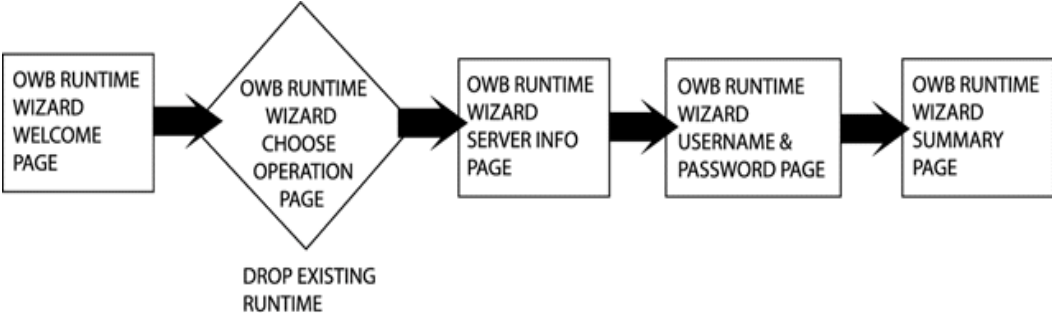 OWB RUNTIME
WIZARD
WELCOME
PAGE
OWB RUNTIME
WIZARD
CHOOSE
OPERATION
PAGE
DROP EXISTING
RUNTIME
OWB RUNTIME
WIZARD
SERVER INFO
PAGE
OWB RUNTIME
WIZARD
USERNAME &
PASSWORD PAGE
OWB RUNTIME
WIZARD
SUMMARY
PAGE